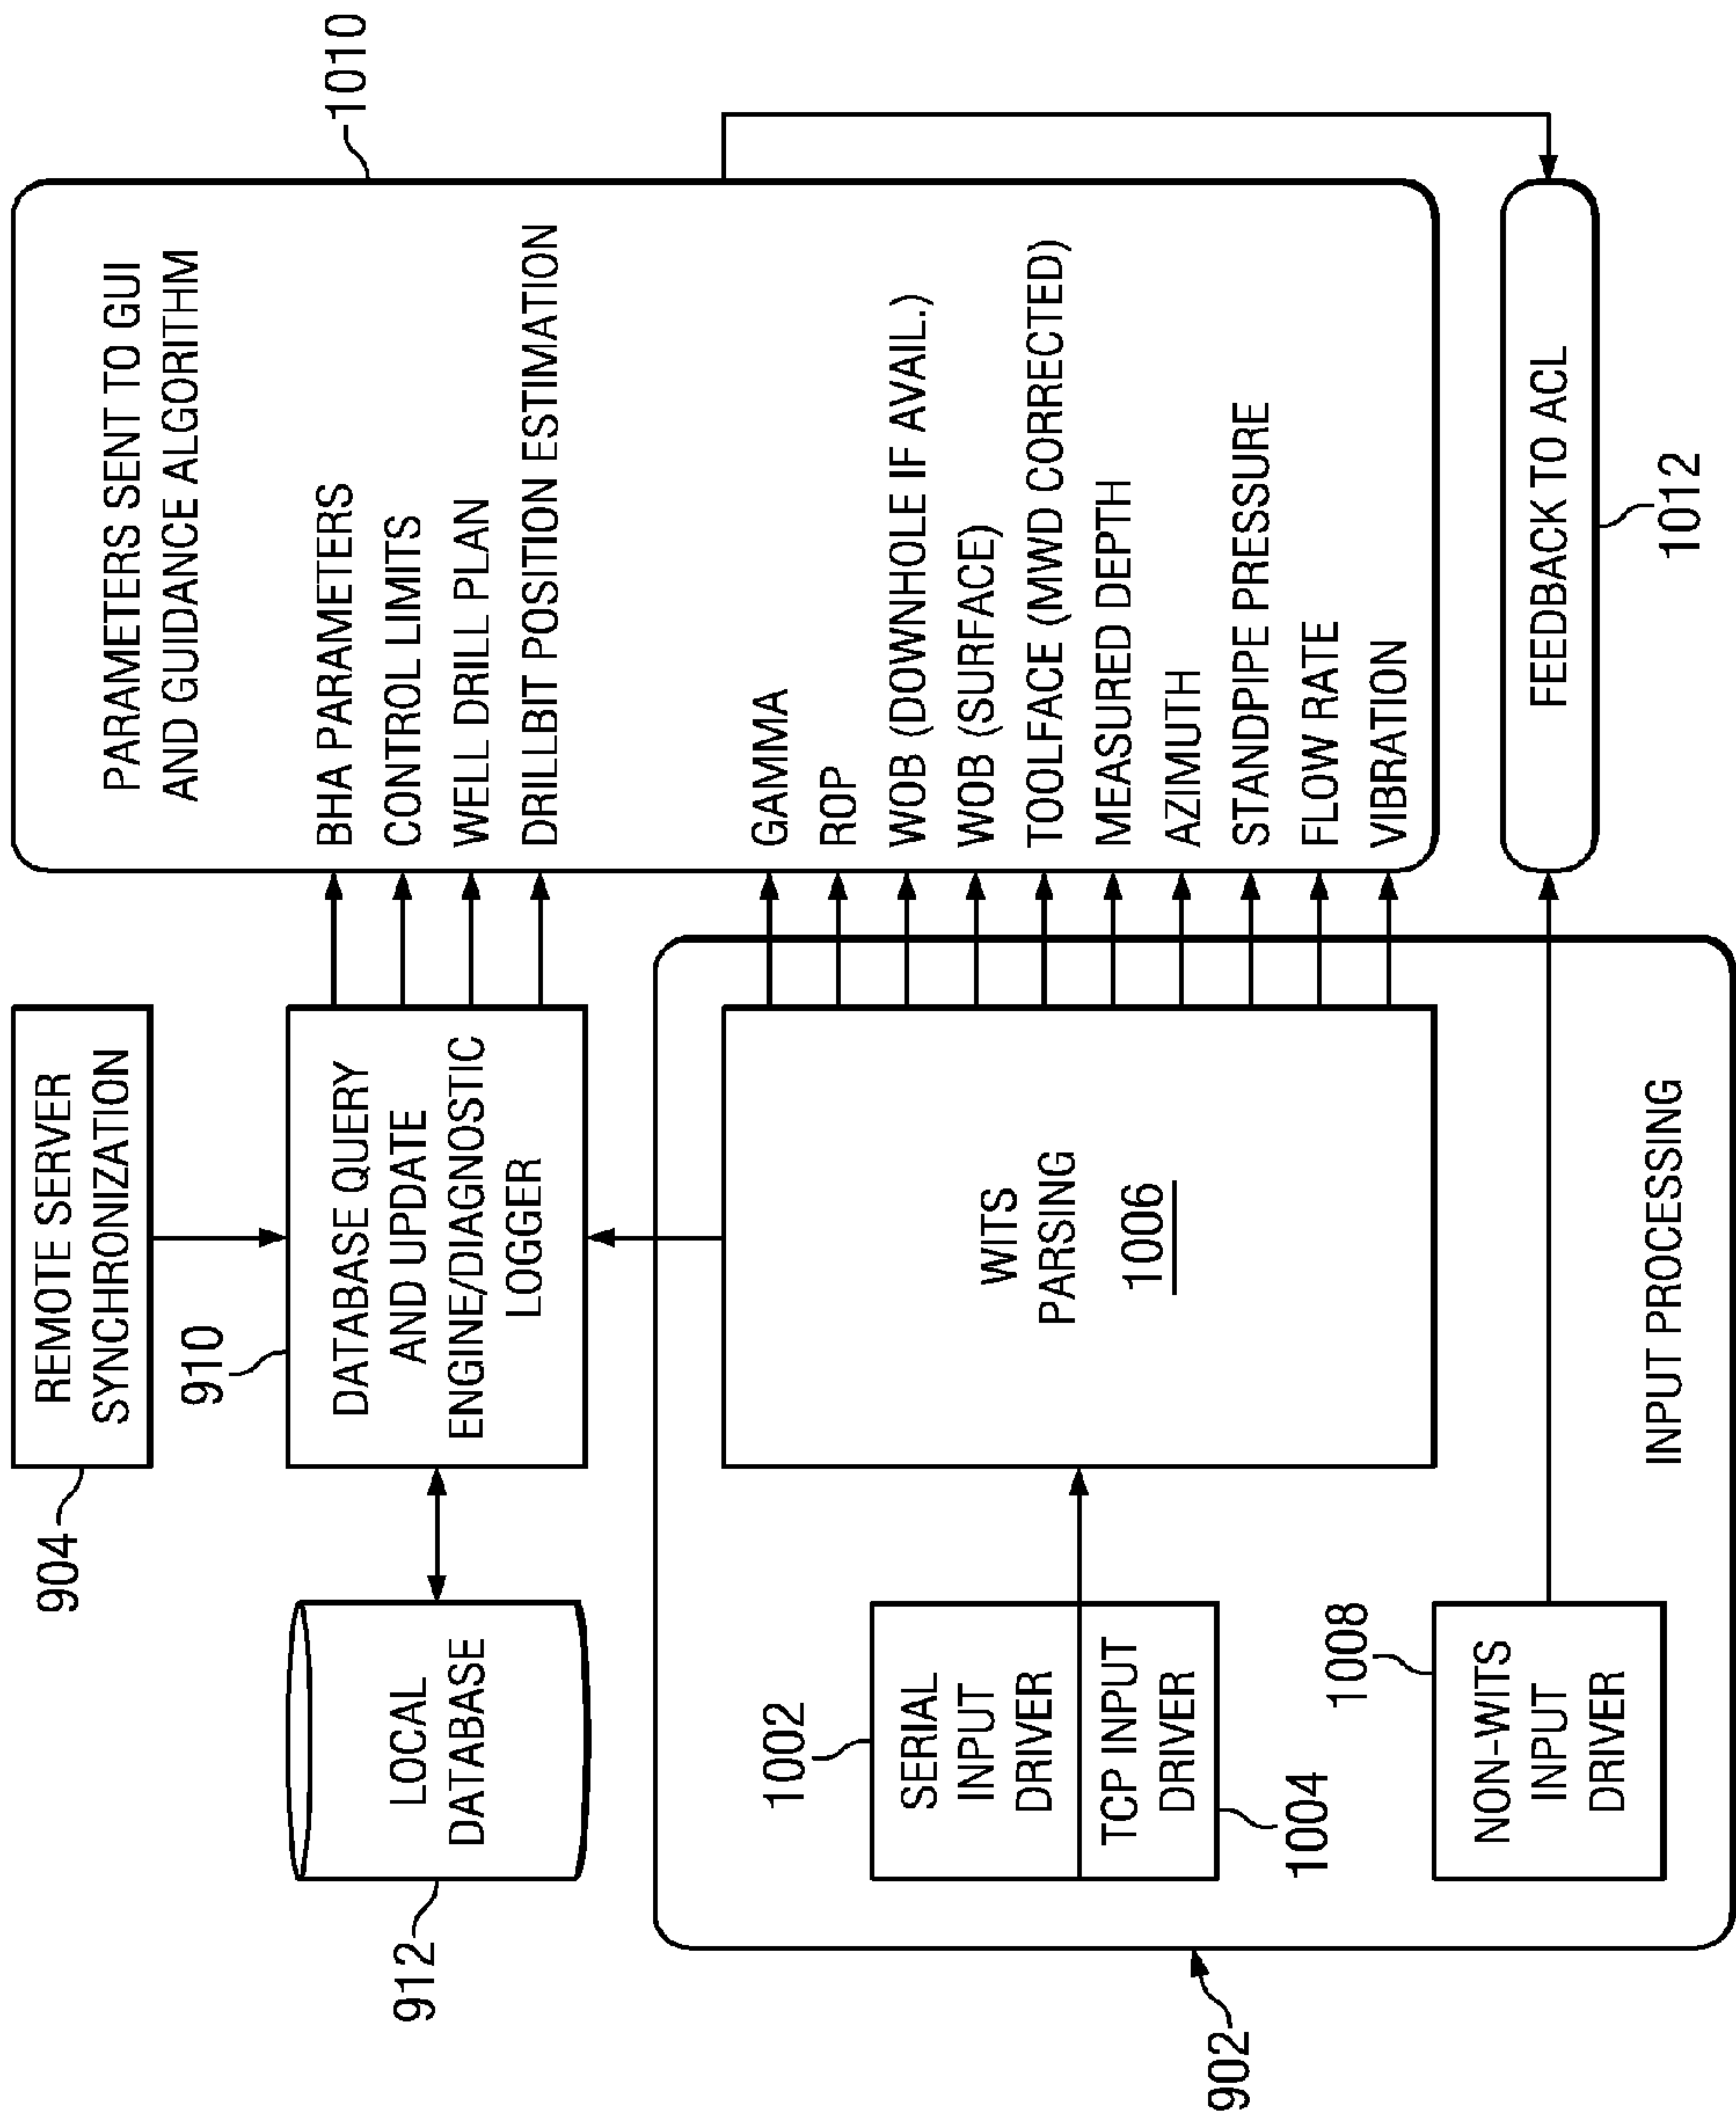 904
REMOTE SERVER
SYNCHRONIZATION
910
912
LOCAL
DATABASE
DATABASE QUERY
AND UPDATE
ENGINE/DIAGNOSTIC
LOGGER
PARAMETERS SENT TO GUI
AND GUIDANCE ALGORITHM
1010
BHA PARAMETERS
CONTROL LIMITS
WELL DRILL PLAN
DRILLBIT POSITION ESTIMATION
GAMMA
ROP
WOB (DOWNHOLE IF AVAIL.)
WOB (SURFACE)
TOOLFACE (MWD CORRECTED)
MEASURED DEPTH
AZIMUTH
STANDPIPE PRESSURE
FLOW RATE
VIBRATION
902
1002
SERIAL
INPUT
DRIVER
TCP INPUT
DRIVER
1004
WITS
PARSING
1006
1008
NON-WITS
INPUT
DRIVER
INPUT PROCESSING
FEEDBACK TO ACL
1012